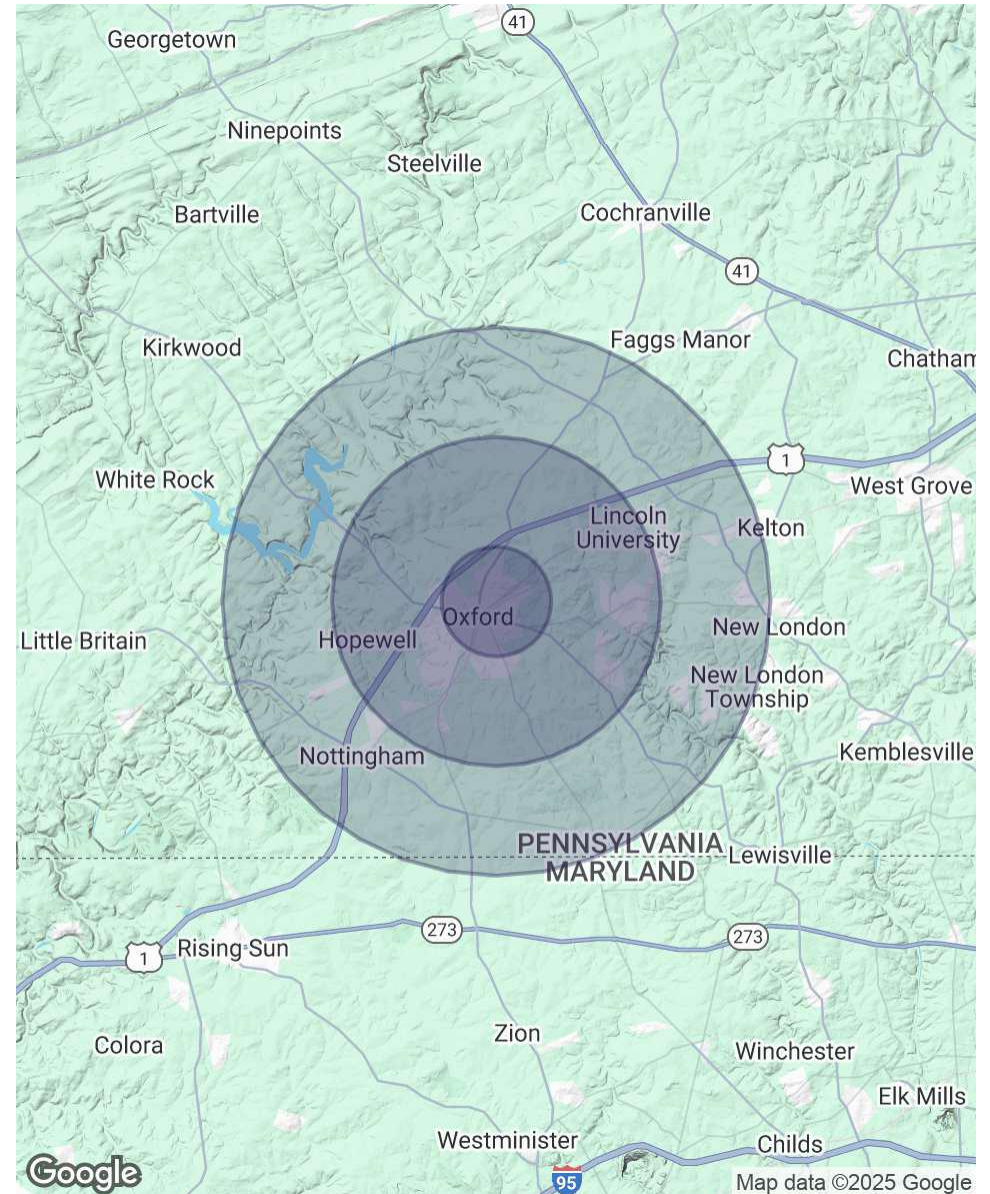 41
Georgetown
Ninepoints
Steelville
Bartville
Cochranville
41
Faggs Manor
Kirkwood
Chatham
1
White Rock
West Grove
Lincoln
University
Kelton
Oxford
New London
Little Britain
Hopewell
New London
Township
Nottingham
Kemblesville
PENNSYLVANIA
MARYLAND
Lewisville
273
273
Rising Sun
1
Zion
Colora
Winchester
Elk Mills
Westminister
Childs
Google
95
Map data ©2025 Google